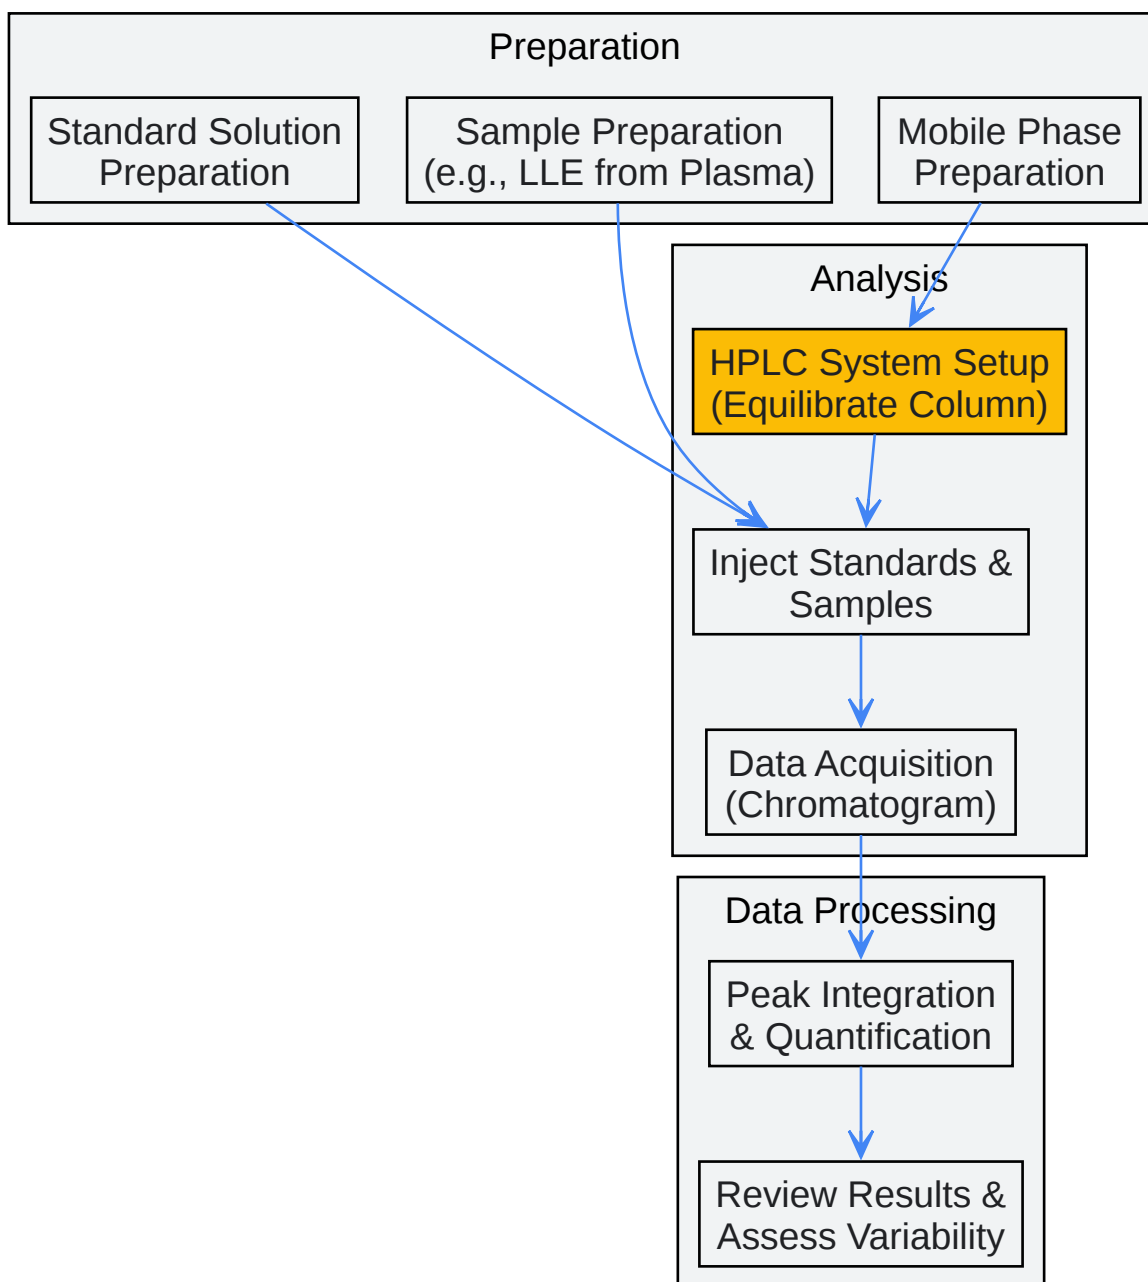 Preparation
Standard Solution
Preparation
Sample Preparation
(e.g., LLE from Plasma)
Mobile Phase
Preparation
Analysis
HPLC System Setup
(Equilibrate Column)
Inject Standards &
Samples
Data Acquisition
(Chromatogram)
Data Processing
Peak Integration
& Quantification
Review Results &
Assess Variability